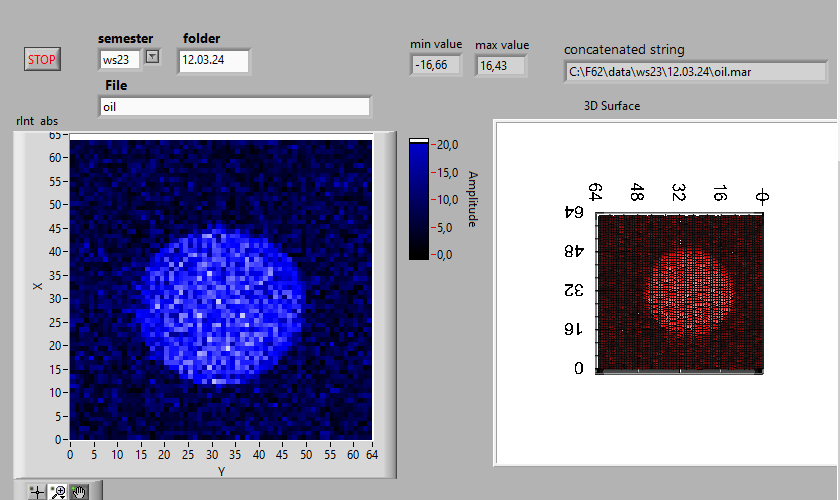 semester folder
min value max value
STOP ws23 12.03.24
-16,66 16,43
concatenated string
C:\F62\data\ws23\12.03.24\oil.mar
File
oil
3D Surface
rInt abs
65
60
55
50
45
40
35
30
25
20
15
10
5
0
X
0 5 10 15 20 25 30 35 40 45 50 55 60 64
Y
20,0
15,0
10,0
5,0
0,0
Amplitude
64 48 32 16 0
64
48
32
16
0